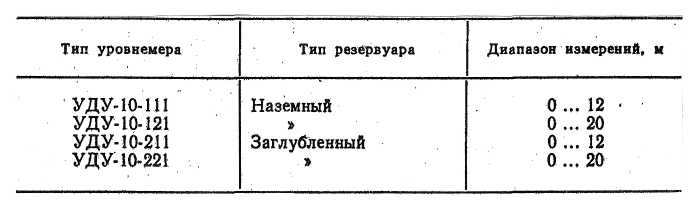 Тип уровнемера Тип резервуара Диапазон измерений, м
УДУ-10-111 Наземный 0 ... 12
УДУ-10-121 » 0 ... 20
УДУ-10-211 Заглубленный 0 ... 12
УДУ-10-221 » 0 ... 20